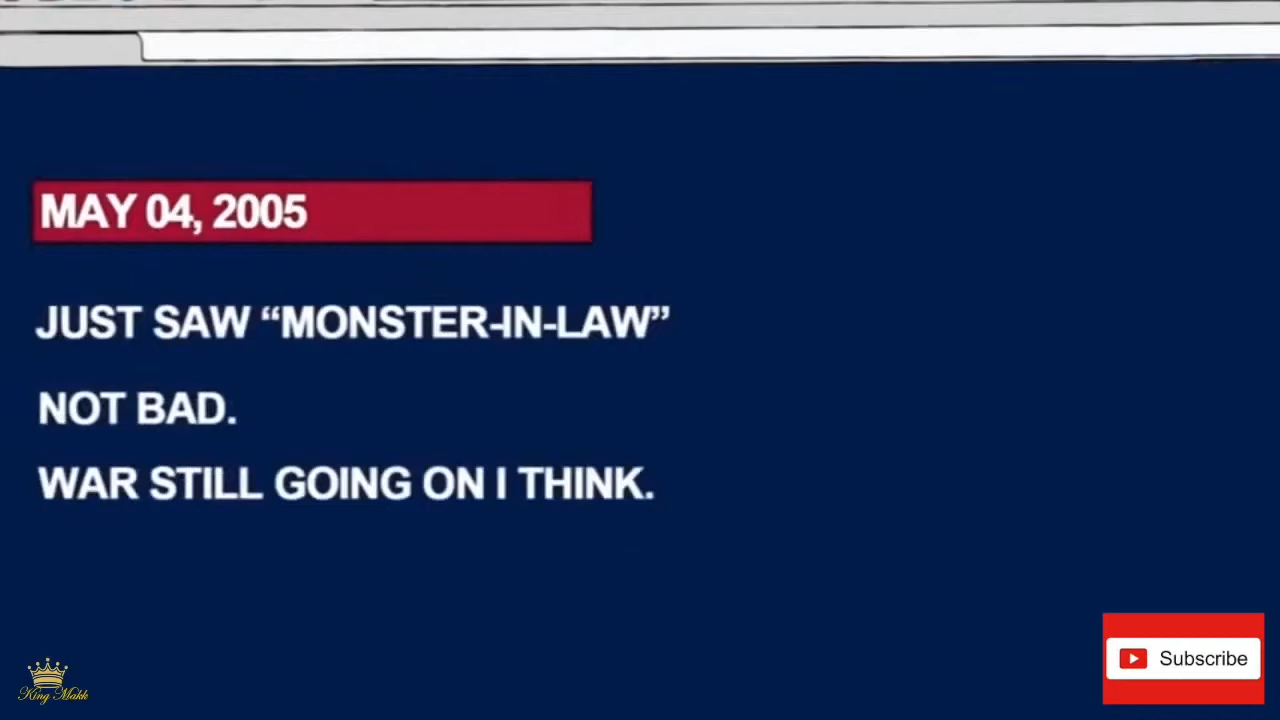 MAY 04, 2005
JUST SAW “MONSTER-IN-LAW”
NOT BAD.
WAR STILL GOING ON I THINK.
King Makk
Subscribe